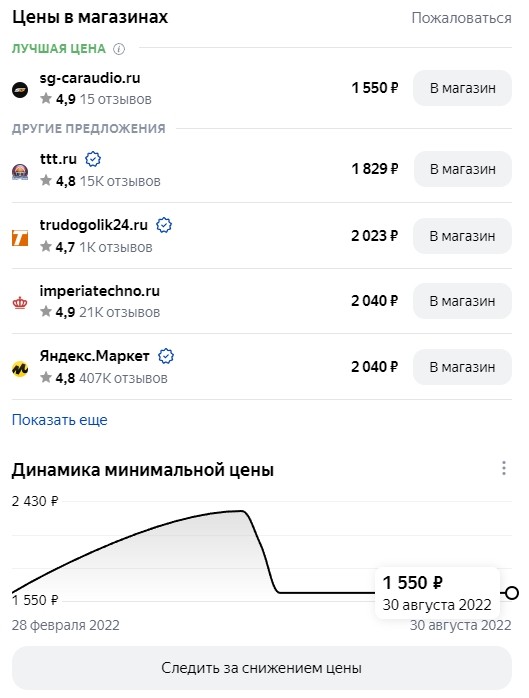 Цены в магазинах
Пожаловаться
ЛУЧШАЯ ЦЕНА
sg-caraudio.ru
4,9 15 отзывов
1 550 ₽
В магазин
ДРУГИЕ ПРЕДЛОЖЕНИЯ
ttt.ru
4,8 15K отзывов
1 829 ₽
В магазин
trudogolik24.ru
4,7 1K отзывов
2 023 ₽
В магазин
imperiatechno.ru
4,9 21K отзывов
2 040 ₽
В магазин
Яндекс.Маркет
4,8 407K отзывов
2 040 ₽
В магазин
Показать еще
Динамика минимальной цены
2 430 ₽
1 550 ₽
1 550 ₽
30 августа 2022
28 февраля 2022
30 августа 2022
Следить за снижением цены